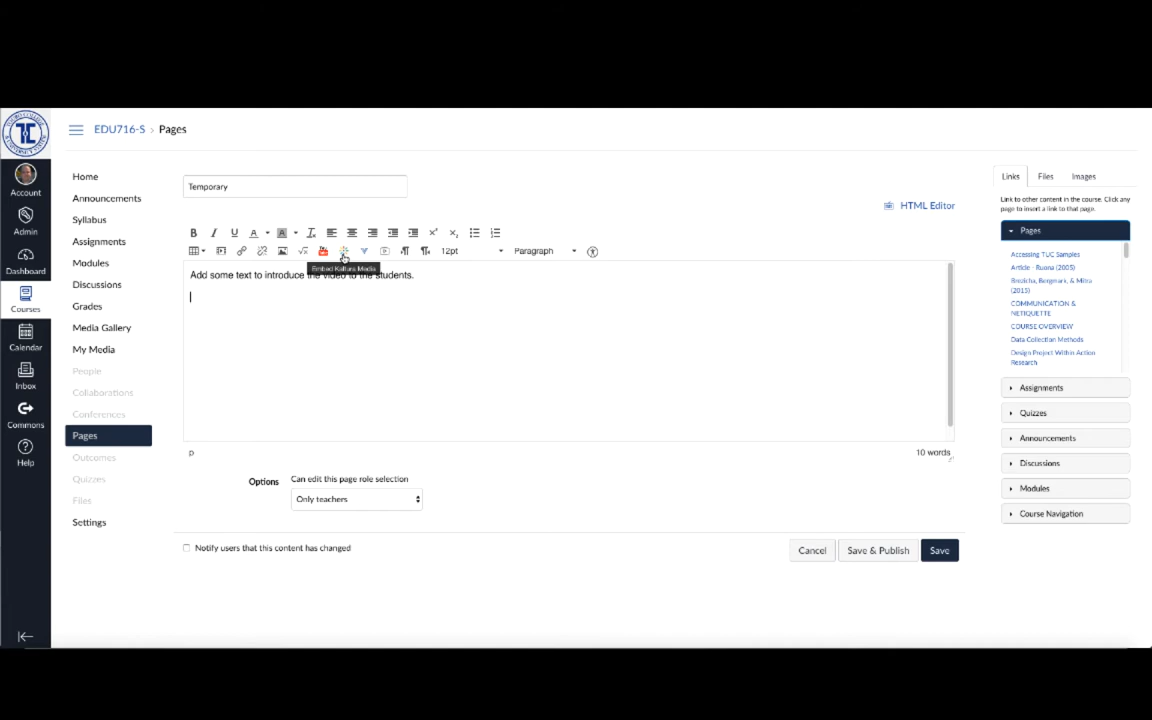 EDU716-S › Pages
Account
Admin
Dashboard
Courses
Calendar
Inbox
Commons
Help
Home
Announcements
Syllabus
Assignments
Modules
Discussions
Grades
Media Gallery
My Media
People
Collaborations
Conferences
Pages
Outcomes
Quizzes
Files
Settings
Temporary
HTML Editor
12pt
Paragraph
Embed Kaltura Media
Add some text to introduce the video to the students.
p
10 words
Options
Can edit this page role selection
Only teachers
Notify users that this content has changed
Cancel
Save & Publish
Save
Links
Files
Images
Link to other content in the course. Click any
page to insert a link to that page.
Pages
Accessing TUC Samples
Article - Ruona (2005)
(2015)
COMMUNICATION &
NETIQUETTE
COURSE OVERVIEW
Data Collection Methods
Design Project Within Action
Research
Assignments
Quizzes
Announcements
Discussions
Modules
Course Navigation